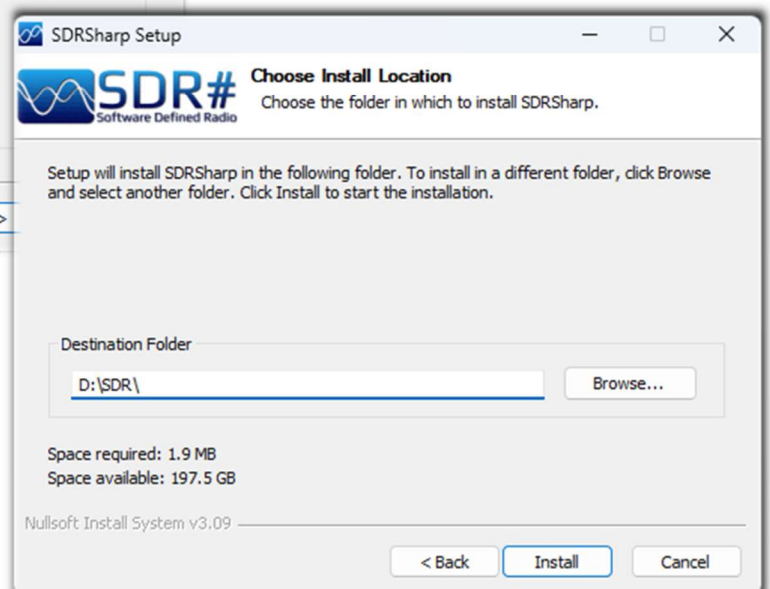 SDRSharp Setup
SDR#
Software Defined Radio
Choose Install Location
Choose the folder in which to install SDRSharp.
Setup will install SDRSharp in the following folder. To install in a different folder, click Browse
and select another folder. Click Install to start the installation.
>
Destination Folder
D:\SDR\
Browse...
Space required: 1.9 MB
Space available: 197.5 GB
Nullsoft Install System v3.09
< Back
Install
Cancel